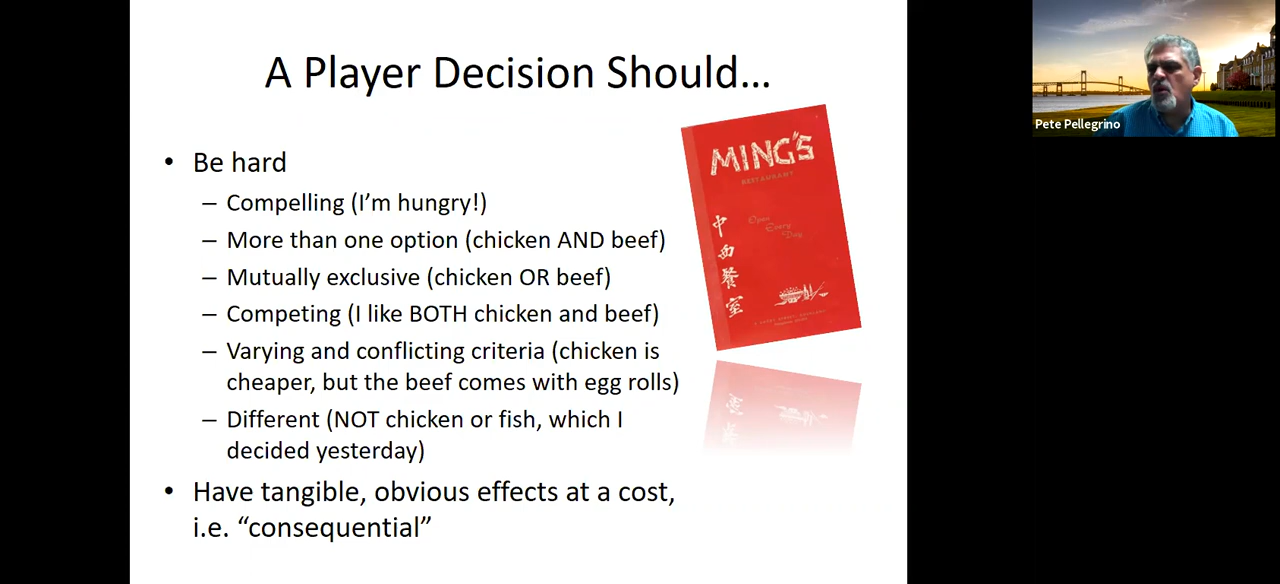 A Player Decision Should…
• Be hard
– Compelling (I'm hungry!)
– More than one option (chicken AND beef)
– Mutually exclusive (chicken OR beef)
– Competing (I like BOTH chicken and beef)
– Varying and conflicting criteria (chicken is
cheaper, but the beef comes with egg rolls)
– Different (NOT chicken or fish, which I
decided yesterday)
• Have tangible, obvious effects at a cost,
i.e. “consequential”
MING'S
RESTAURANT
中西餐室
Open
Every
Day
Pete Pellegrino